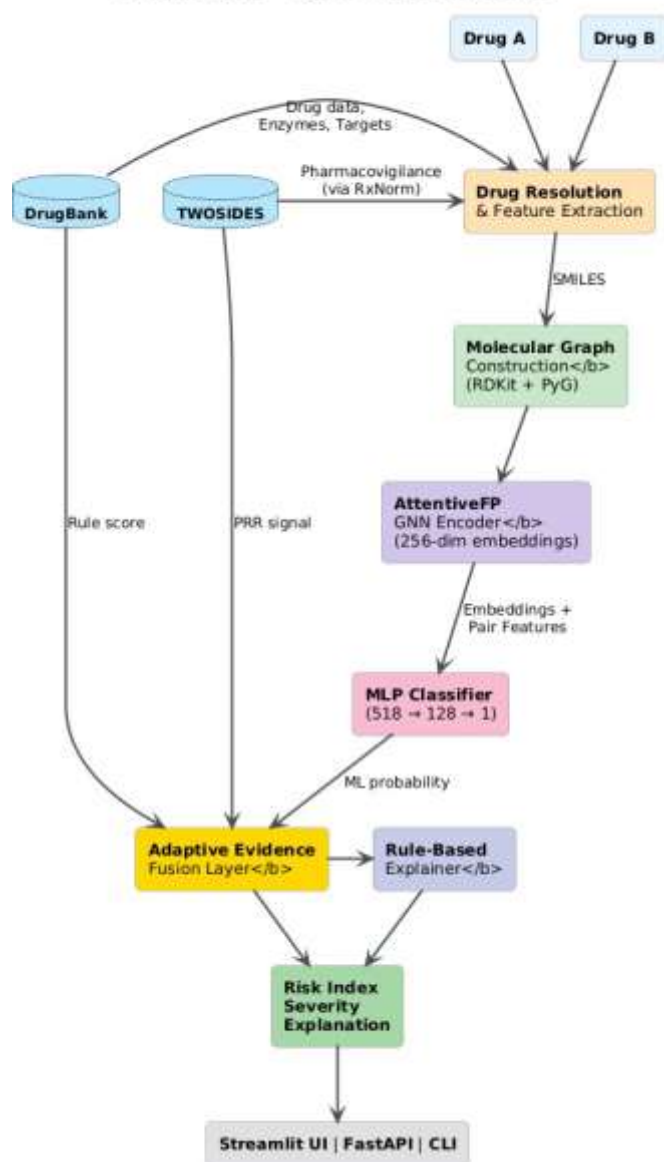 Drug A
Drug B
Drug data,
Enzymes, Targets
Pharmacovigilance
(via RxNorm)
DrugBank
TWOSIDES
Drug Resolution
& Feature Extraction
SMILES
Molecular Graph
Construction</b>
(RDKit + PyG)
AttentiveFP
GNN Encoder</b>
(256-dim embeddings)
Rule score
PRR signal
Embeddings +
Pair Features
MLP Classifier
(518 → 128 → 1)
ML probability
Adaptive Evidence
Fusion Layer</b>
Rule-Based
Explainer</b>
Risk Index
Severity
Explanation
Streamlit UI | FastAPI | CLI